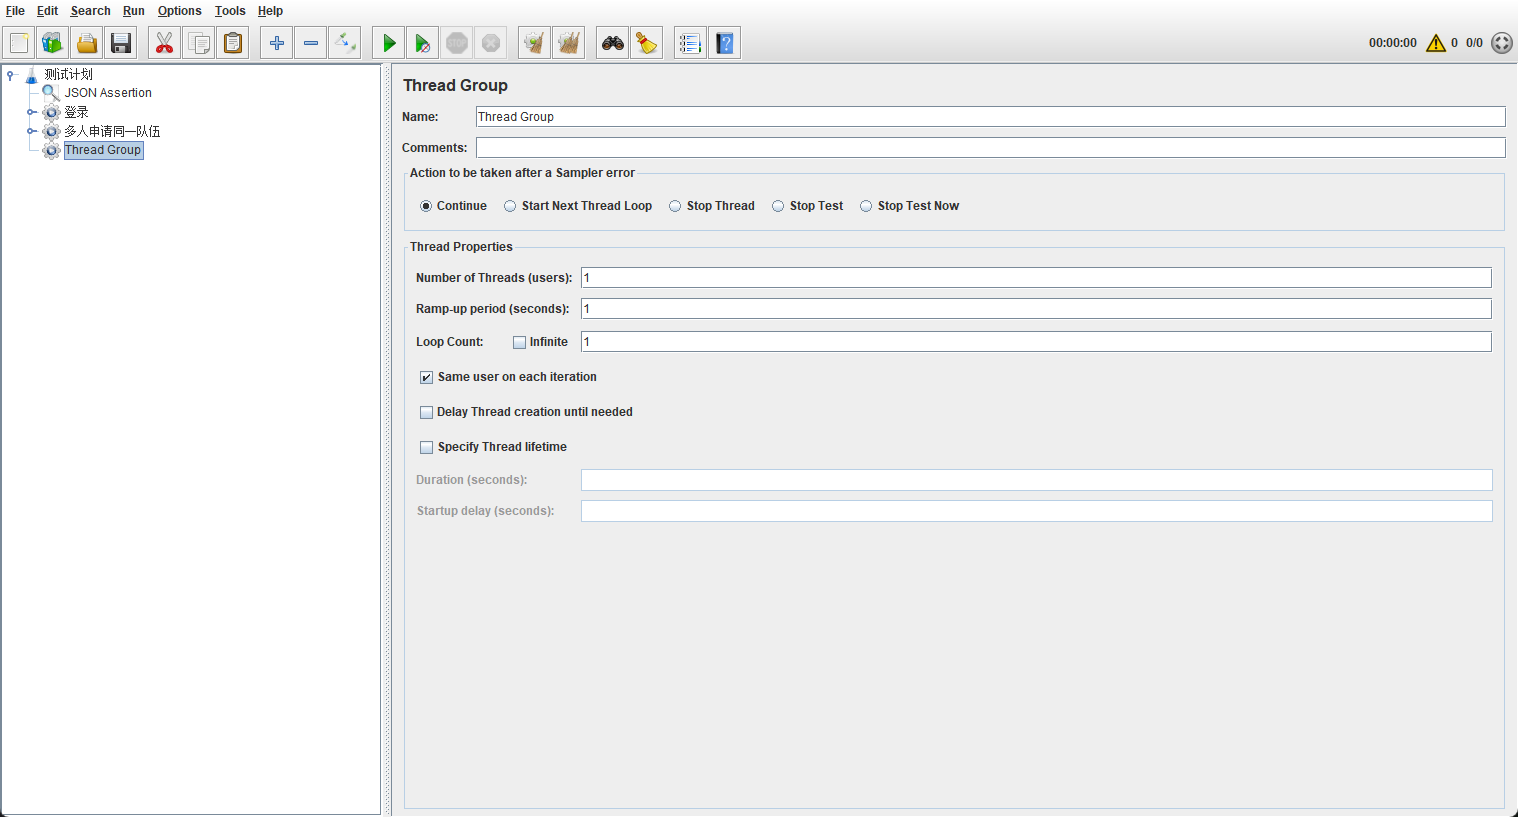 File Edit Search Run Options Tools Help
STOP
00:00:00 0 0/0
测试计划
JSON Assertion
登录
多人申请同一队伍
Thread Group
Thread Group
Name: Thread Group
Comments:
Action to be taken after a Sampler error
Continue Start Next Thread Loop Stop Thread Stop Test Stop Test Now
Thread Properties
Number of Threads (users): 1
Ramp-up period (seconds): 1
Loop Count: Infinite 1
Same user on each iteration
Delay Thread creation until needed
Specify Thread lifetime
Duration (seconds):
Startup delay (seconds):